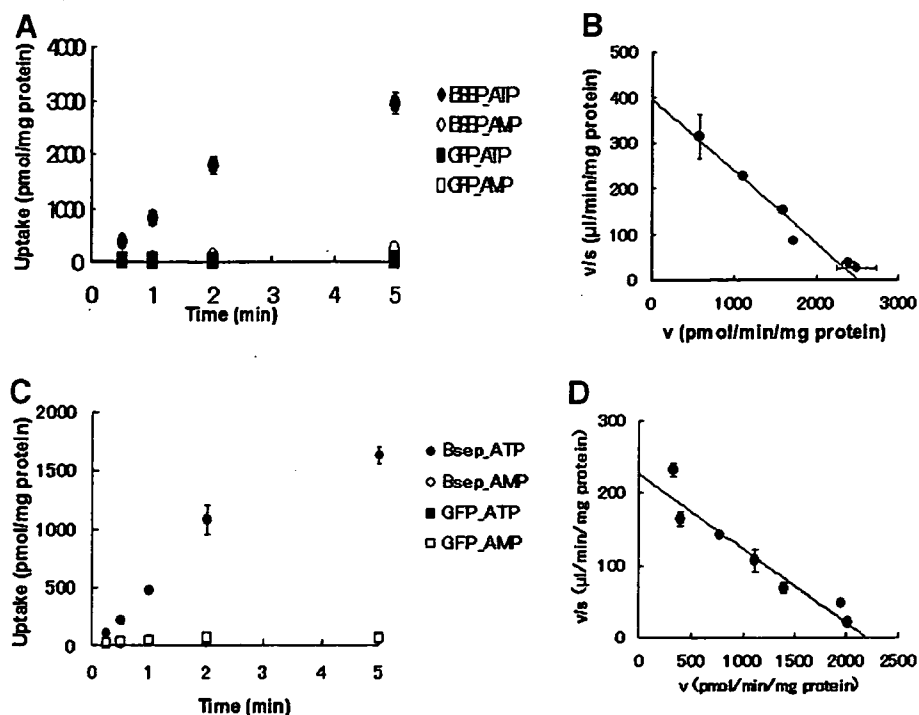 A
Uptake (pmol/mg protein)
4000
3000
2000
1000
0
0 1 2 3 4 5
Time (min)
BSEP_ATP
BSEP_AMP
GFP_ATP
GFP_AMP
B
v/s (µl/min/mg protein)
500
400
300
200
100
0
0 1000 2000 3000
v (pmol/min/mg protein)
C
Uptake (pmol/mg protein)
2000
1500
1000
500
0
0 1 2 3 4 5
Time (min)
Bsep_ATP
Bsep_AMP
GFP_ATP
GFP_AMP
D
v/s (µl/min/mg protein)
300
200
100
0
0 500 1000 1500 2000 2500
v (pmol/min/mg protein)